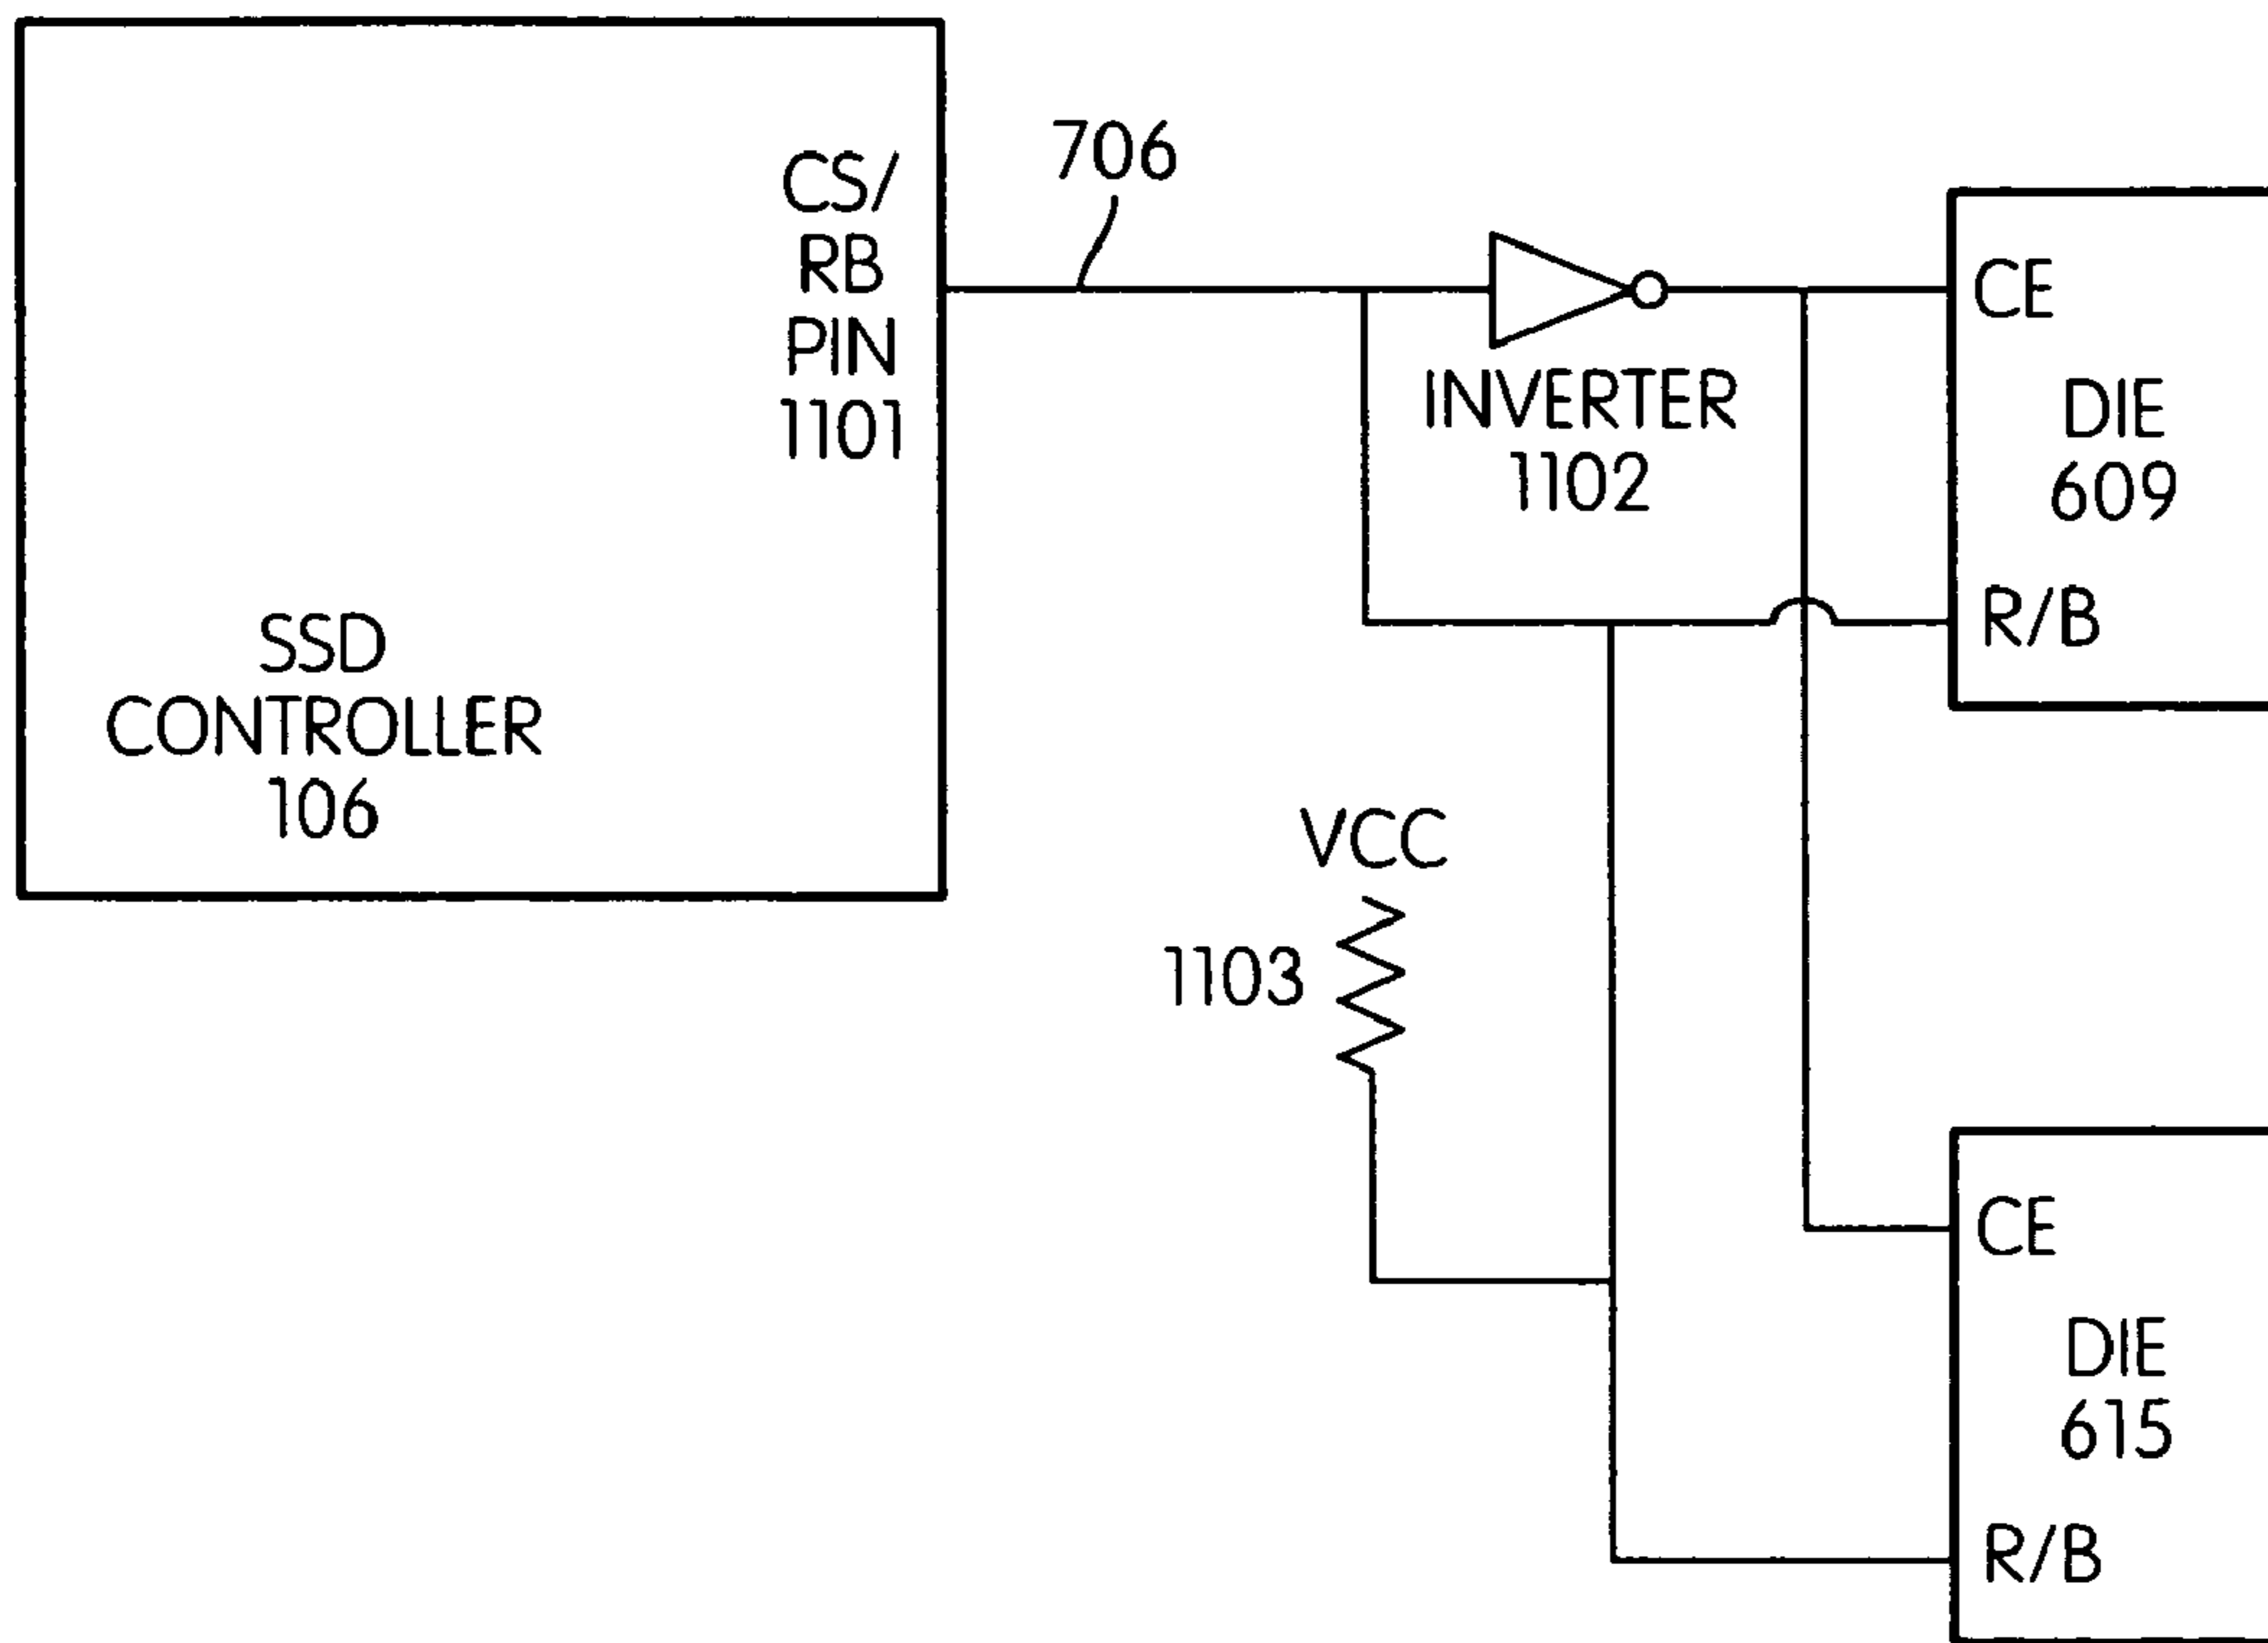 CS/
RB
PIN
1101
SSD
CONTROLLER
106
706
INVERTER
1102
CE
DIE
609
R/B
VCC
1103
CE
DIE
615
R/B